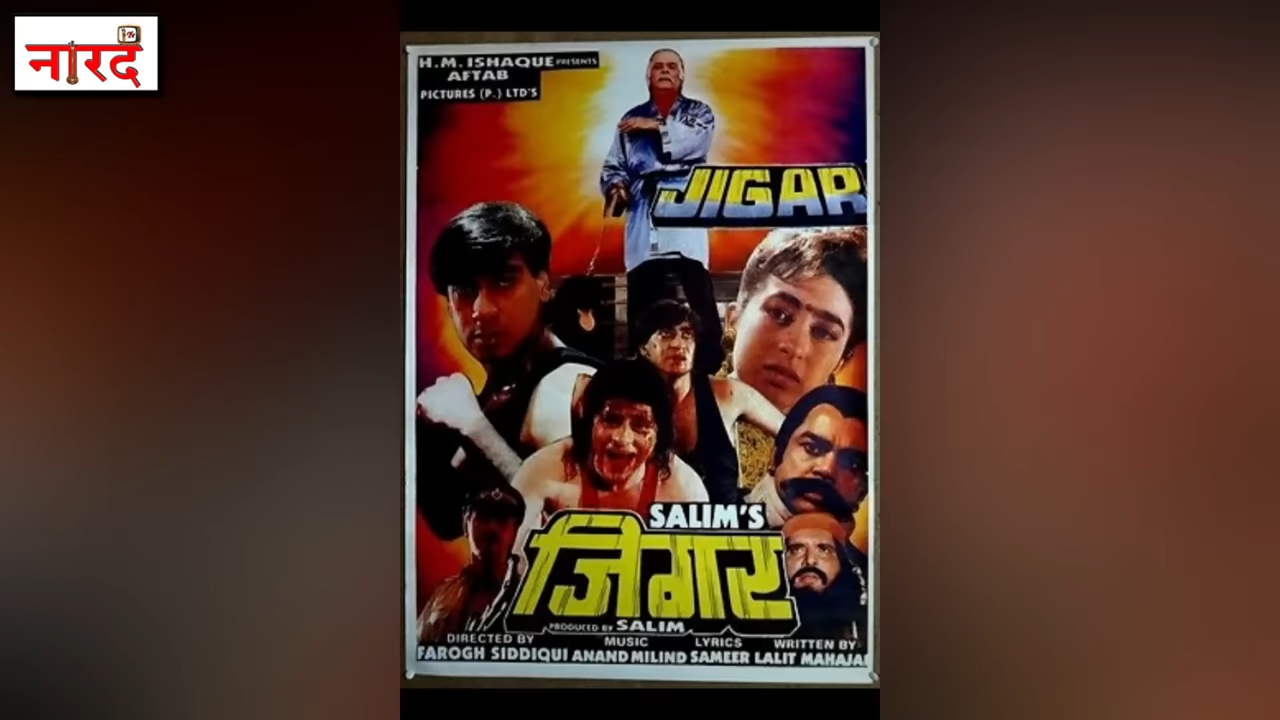 नारद
H.M. ISHAQUE PRESENTS
AFTAB
PICTURES (P.) LTD'S
JIGAR
SALIM'S
जिगर
PRODUCED BY SALIM
DIRECTED BY MUSIC LYRICS WRITTEN BY
FAROGH SIDDIQUI ANAND MILIND SAMEER LALIT MAHAJAN